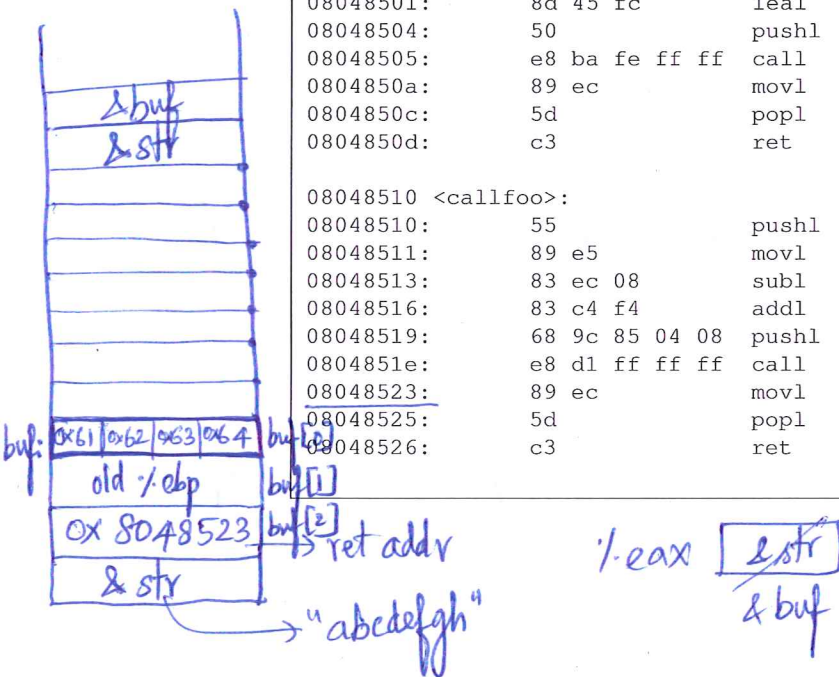 08048501: 8d 45 fc leal
08048504: 50 pushl
08048505: e8 ba fe ff ff call
0804850a: 89 ec movl
0804850c: 5d popl
0804850d: c3 ret
08048510 <callfoo>:
08048510: 55 pushl
08048511: 89 e5 movl
08048513: 83 ec 08 subl
08048516: 83 c4 f4 addl
08048519: 68 9c 85 04 08 pushl
0804851e: e8 d1 ff ff ff call
08048523: 89 ec movl
08048525: 5d popl
08048526: c3 ret
&buf
&str
buf: 0x61 0x62 0x63 0x64 buf[0]
old %ebp buf[1]
0x 8048523 buf[2]
ret addr
& str
"abcdefgh"
%eax &str
& buf